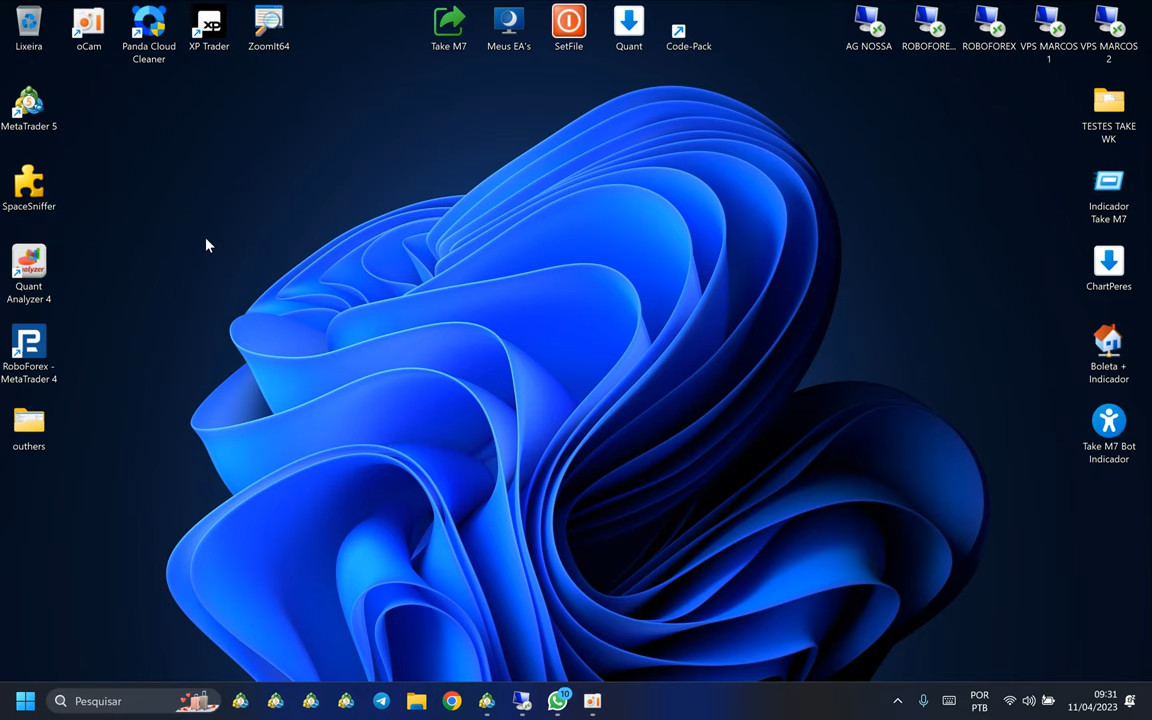 Lixeira
oCam
Panda Cloud
Cleaner
XP Trader
ZoomIt64
Take M7
Meus EA's
SetFile
Quant
Code-Pack
AG NOSSA
ROBOFORE...
ROBOFOREX
VPS MARCOS
1
VPS MARCOS
2
MetaTrader 5
TESTES TAKE
WK
SpaceSniffer
Indicador
Take M7
Quant
Analyzer 4
ChartPeres
RoboForex -
MetaTrader 4
Boleta +
Indicador
outhers
Take M7 Bot
Indicador
Pesquisar
10
POR
PTB
09:31
11/04/2023